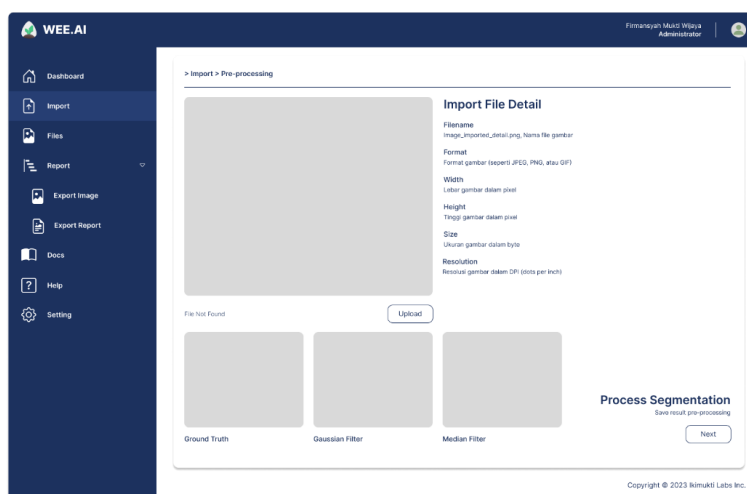 WEE.AI
Firmansyah Mukti Wijaya
Administrator
Dashboard
Import
Files
Report
Export Image
Export Report
Docs
Help
Setting
> Import > Pre-processing
Import File Detail
Filename
Image_imported_detail.png, Nama file gambar
Format
Format gambar (seperti JPEG, PNG, atau GIF)
Width
Lebar gambar dalam pixel
Height
Tinggi gambar dalam pixel
Size
Ukuran gambar dalam byte
Resolution
Resolusi gambar dalam DPI (dots per inch)
File Not Found
Upload
Ground Truth
Gaussian Filter
Median Filter
Process Segmentation
Save result pre-processing
Next
Copyright © 2023 Ikimukti Labs Inc.